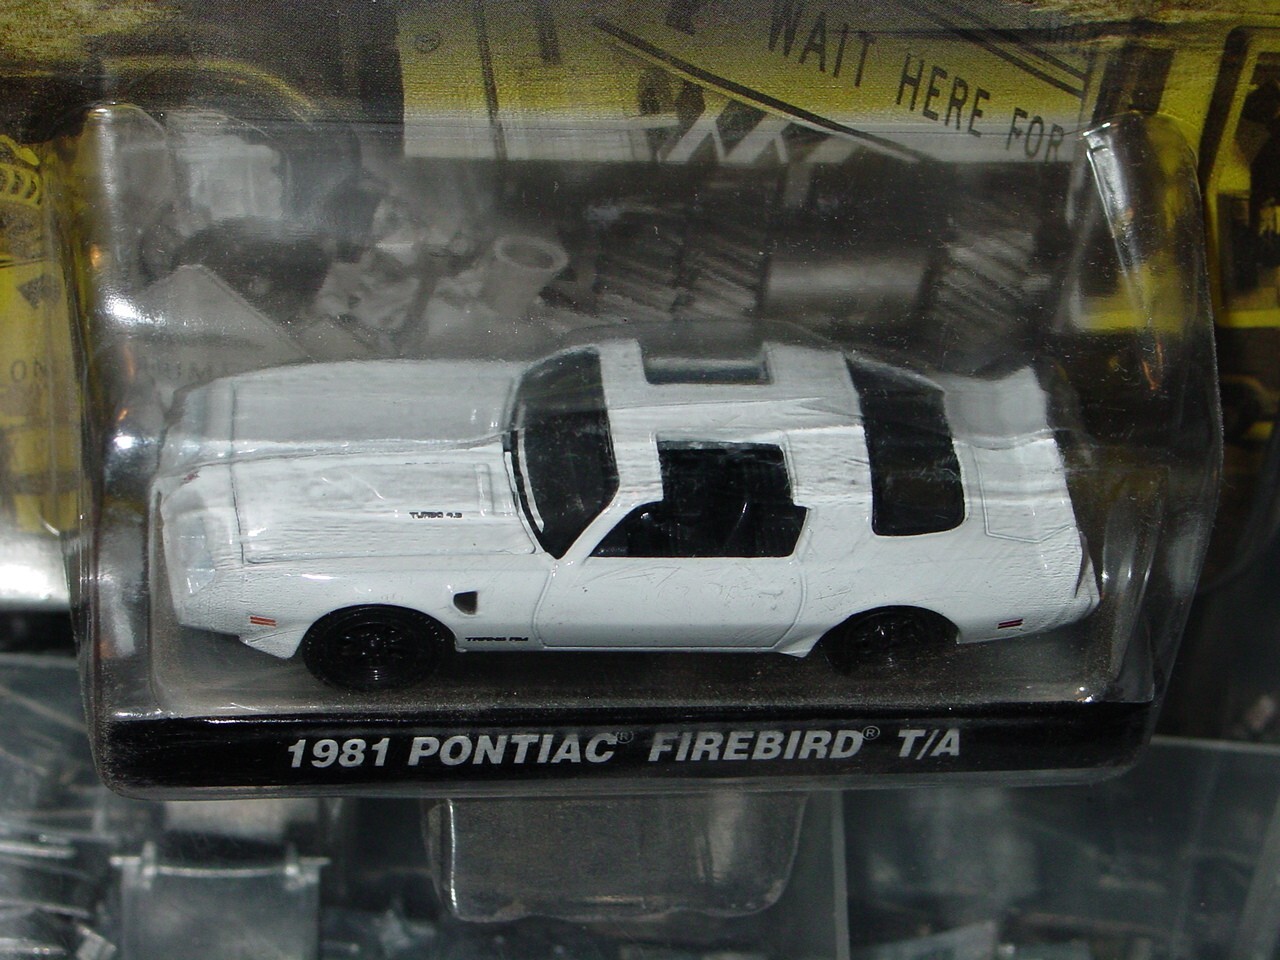 WAIT HERE FOR
TURBO 4.9
TRANS AM
1981 PONTIAC® FIREBIRD® T/A